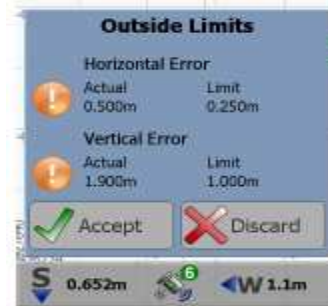 Outside Limits
Horizontal Error
Actual Limit
0.500m 0.250m
Vertical Error
Actual Limit
1.900m 1.000m
Accept Discard
S 0.652m 6 W 1.1m